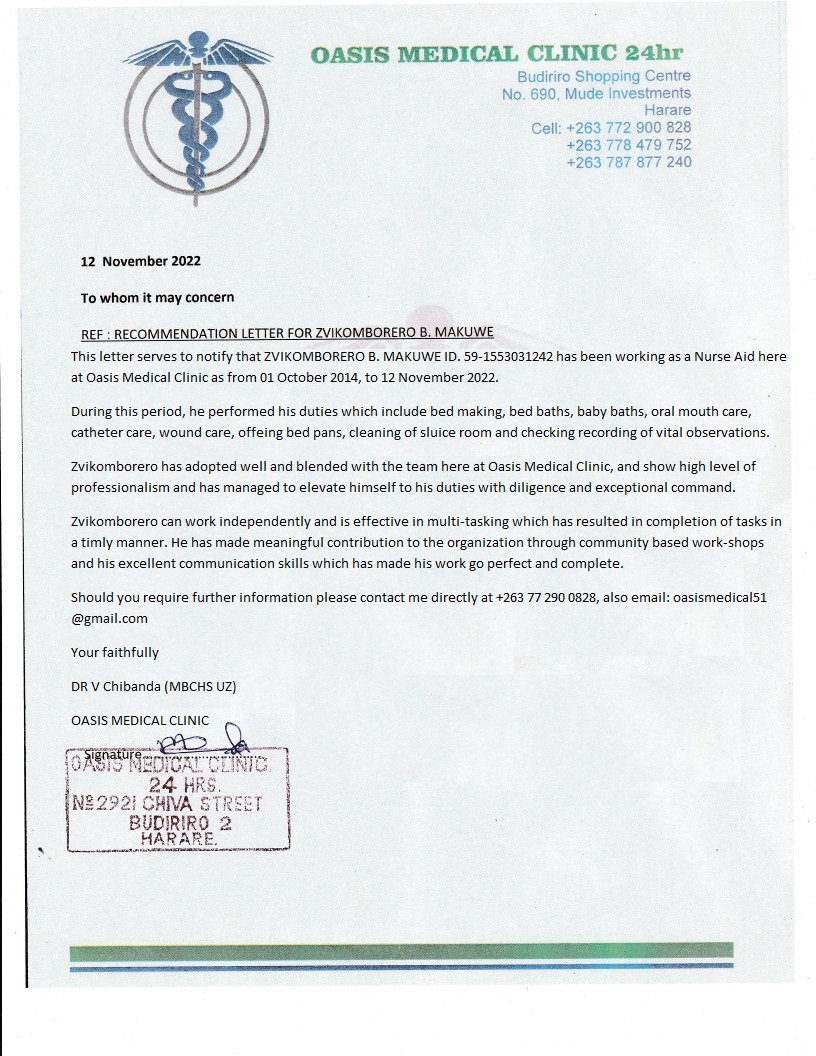 OASIS MEDICAL CLINIC 24hr
Budiriro Shopping Centre
No. 690, Mude Investments
Harare
Cell: +263 772 900 828
+263 778 479 752
+263 787 877 240
12 November 2022
To whom it may concern
REF : RECOMMENDATION LETTER FOR ZVIKOMBORERO B. MAKUWE
This letter serves to notify that ZVIKOMBORERO B. MAKUWE ID. 59-1553031242 has been working as a Nurse Aid here
at Oasis Medical Clinic as from 01 October 2014, to 12 November 2022.
During this period, he performed his duties which include bed making, bed baths, baby baths, oral mouth care,
catheter care, wound care, offeing bed pans, cleaning of sluice room and checking recording of vital observations.
Zvikomborero has adopted well and blended with the team here at Oasis Medical Clinic, and show high level of
professionalism and has managed to elevate himself to his duties with diligence and exceptional command.
Zvikomborero can work independently and is effective in multi-tasking which has resulted in completion of tasks in
a timly manner. He has made meaningful contribution to the organization through community based work-shops
and his excellent communication skills which has made his work go perfect and complete.
Should you require further information please contact me directly at +263 77 290 0828, also email: oasismedical51
@gmail.com
Your faithfully
DR V Chibanda (MBCHS UZ)
OASIS MEDICAL CLINIC
Signature
OASIS MEDICAL CLINIC
24 HRS.
Nº 2921 CHIVA STREET
BUDIRIRO 2
HARARE.